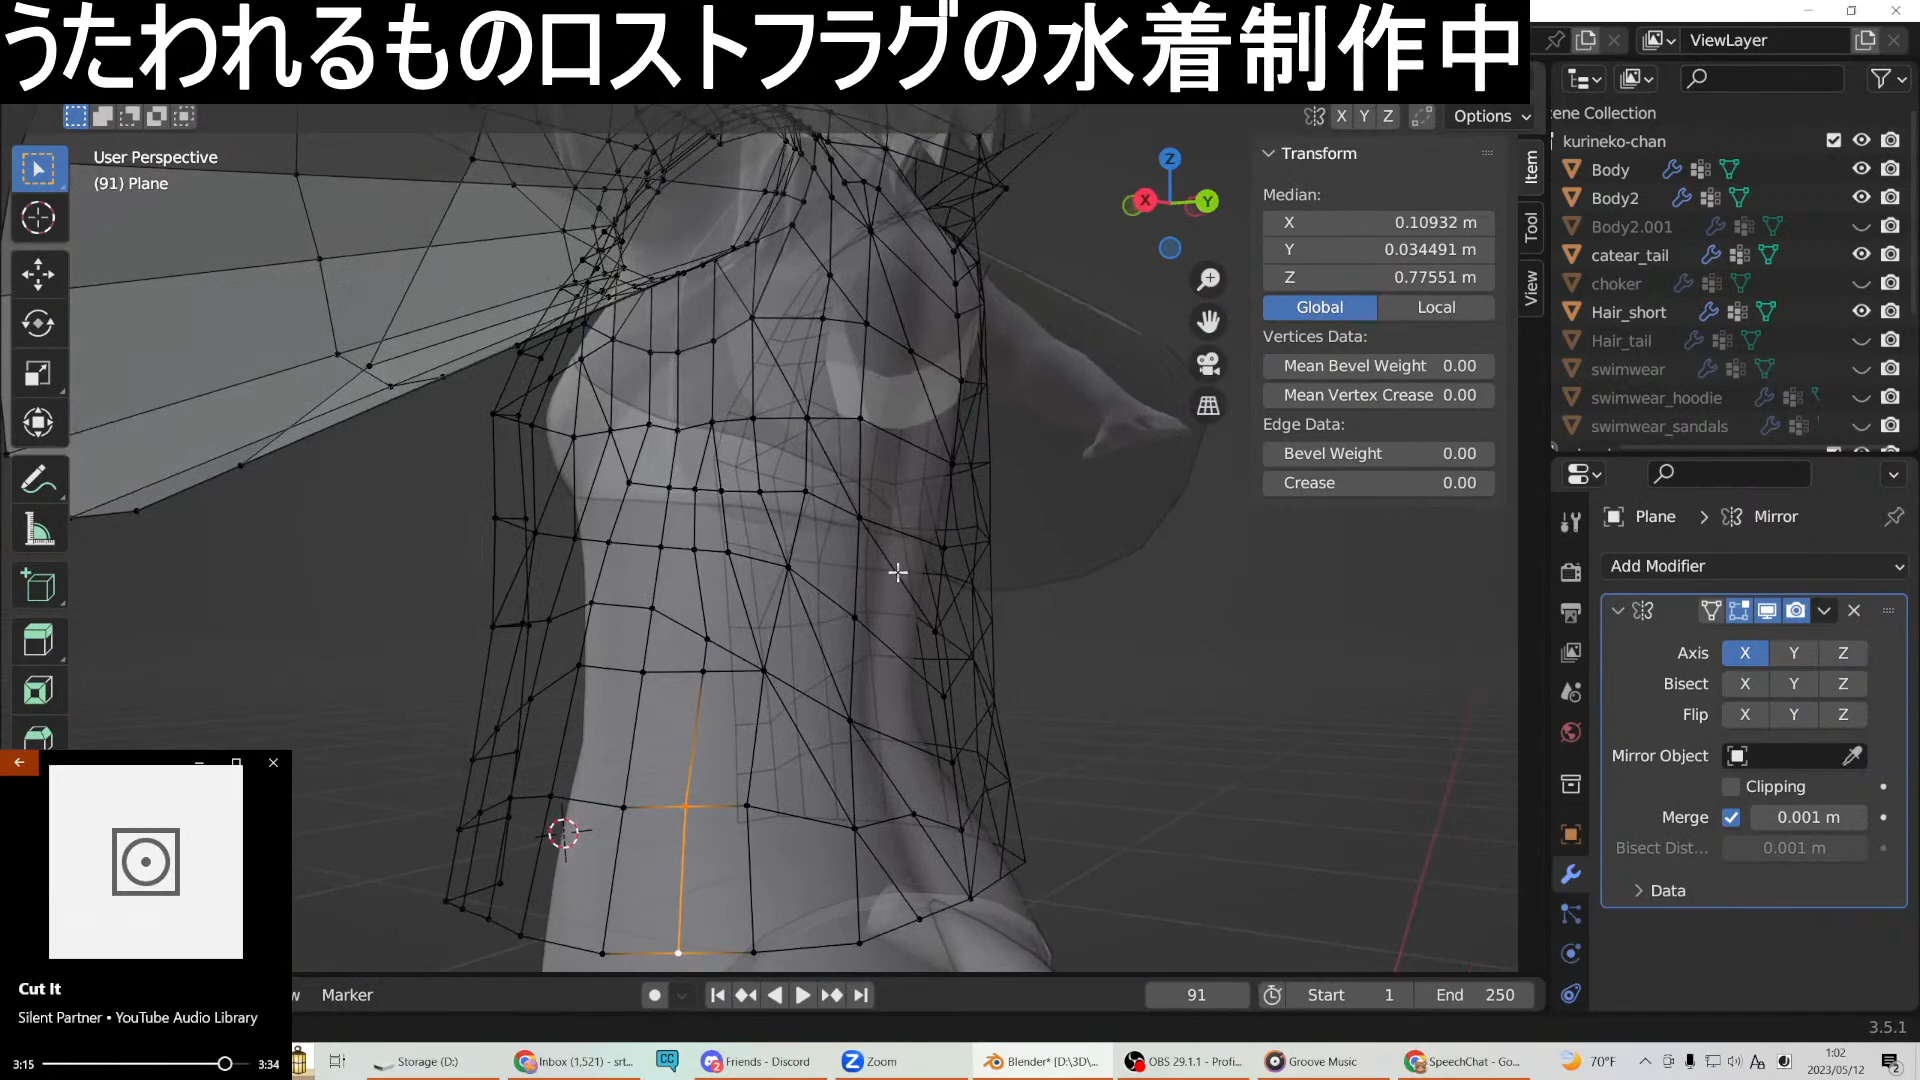 うたわれるものロストフラグの水着制作中
ViewLayer
X Y Z
Options
User Perspective
(91) Plane
Z
X
Y
Transform
Median:
X 0.10932 m
Y 0.034491 m
Z 0.77551 m
Global Local
Vertices Data:
Mean Bevel Weight 0.00
Mean Vertex Crease 0.00
Edge Data:
Bevel Weight 0.00
Crease 0.00
Item
Tool
View
cene Collection
kurineko-chan
Body
Body2
Body2.001
catear_tail
choker
Hair_short
Hair_tail
swimwear
swimwear_hoodie
swimwear_sandals
Plane > Mirror
Add Modifier
Axis X Y Z
Bisect X Y Z
Flip X Y Z
Mirror Object
Clipping
Merge 0.001 m
Bisect Dist... 0.001 m
Data
Cut It
Silent Partner • YouTube Audio Library
3:15 3:34
w Marker
91 Start 1 End 250
3.5.1
Storage (D:)
Inbox (1,521) - srt...
CC
Friends - Discord
Zoom
Blender* [D:\3D\...
OBS 29.1.1 - Profi...
Groove Music
SpeechChat - Go...
70°F
1:02
2023/05/12
2